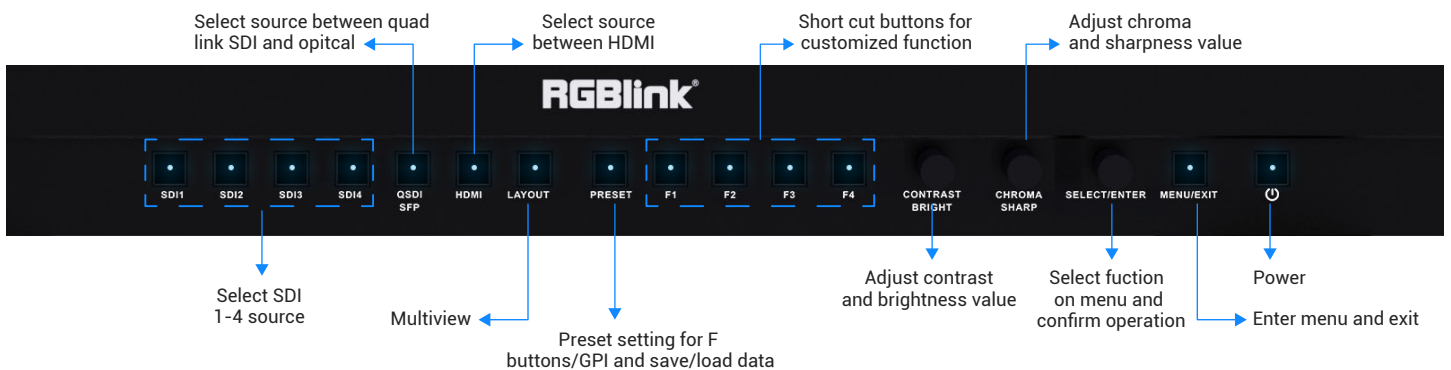 Select source between quad
link SDI and opitcal
Select source
between HDMI
Short cut buttons for
customized function
Adjust chroma
and sharpness value
RGBlink®
SDI1 SDI2 SDI3 SDI4 QSDI SFP HDMI LAYOUT PRESET F1 F2 F3 F4 CONTRAST BRIGHT CHROMA SHARP SELECT/ENTER MENU/EXIT
Select SDI
1-4 source
Multiview
Preset setting for F
buttons/GPI and save/load data
Adjust contrast
and brightness value
Select fuction
on menu and
confirm operation
Power
Enter menu and exit